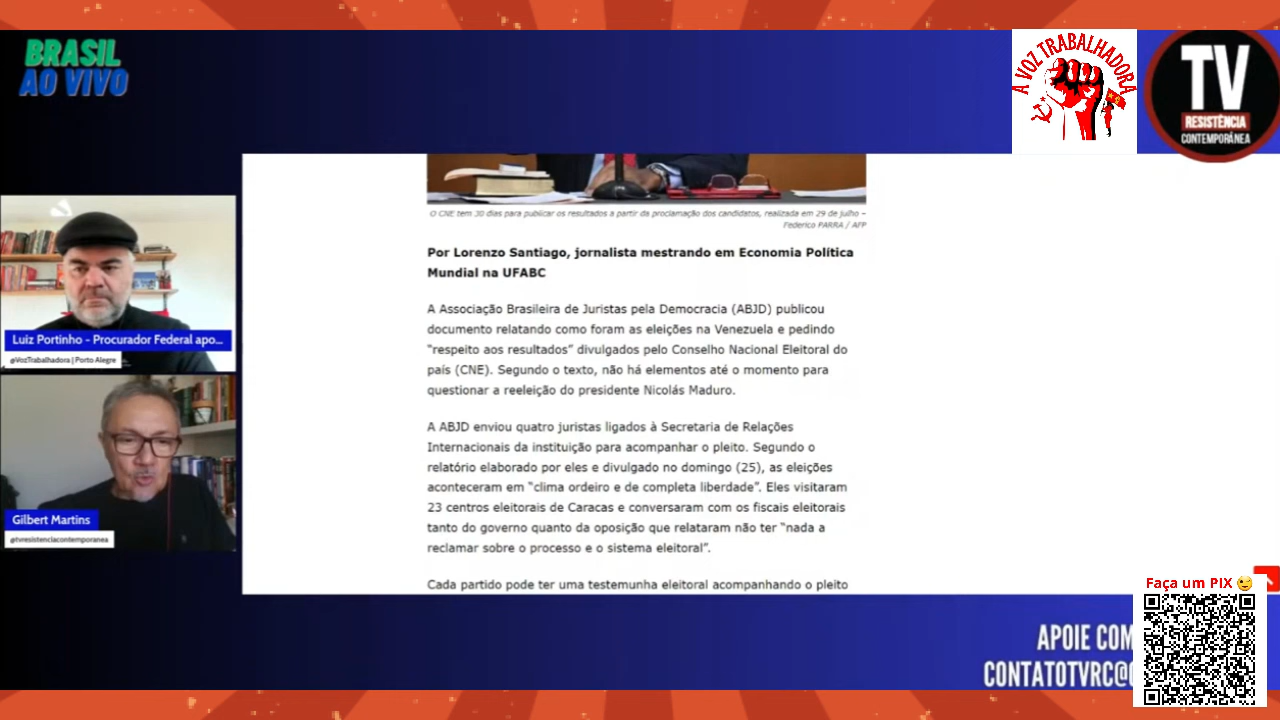 BRASIL
AO VIVO
A VOZ TRABALHADORA
TV
RESISTÊNCIA
CONTEMPORÂNEA
O CNE tem 30 dias para publicar os resultados a partir da proclamação dos candidatos, realizada em 29 de julho –
Federico PARRA / AFP
Por Lorenzo Santiago, jornalista mestrando em Economia Política
Mundial na UFABC
A Associação Brasileira de Juristas pela Democracia (ABJD) publicou
documento relatando como foram as eleições na Venezuela e pedindo
“respeito aos resultados” divulgados pelo Conselho Nacional Eleitoral do
país (CNE). Segundo o texto, não há elementos até o momento para
questionar a reeleição do presidente Nicolás Maduro.
A ABJD enviou quatro juristas ligados à Secretaria de Relações
Internacionais da instituição para acompanhar o pleito. Segundo o
relatório elaborado por eles e divulgado no domingo (25), as eleições
aconteceram em “clima ordeiro e de completa liberdade”. Eles visitaram
23 centros eleitorais de Caracas e conversaram com os fiscais eleitorais
tanto do governo quanto da oposição que relataram não ter “nada a
reclamar sobre o processo e o sistema eleitoral”.
Cada partido pode ter uma testemunha eleitoral acompanhando o pleito
Luiz Portinho - Procurador Federal apo...
@VozTrabalhadora | Porto Alegre
Gilbert Martins
@tvresistenciacontemporanea
Faça um PIX
APOIE COM
CONTATOTVRC@